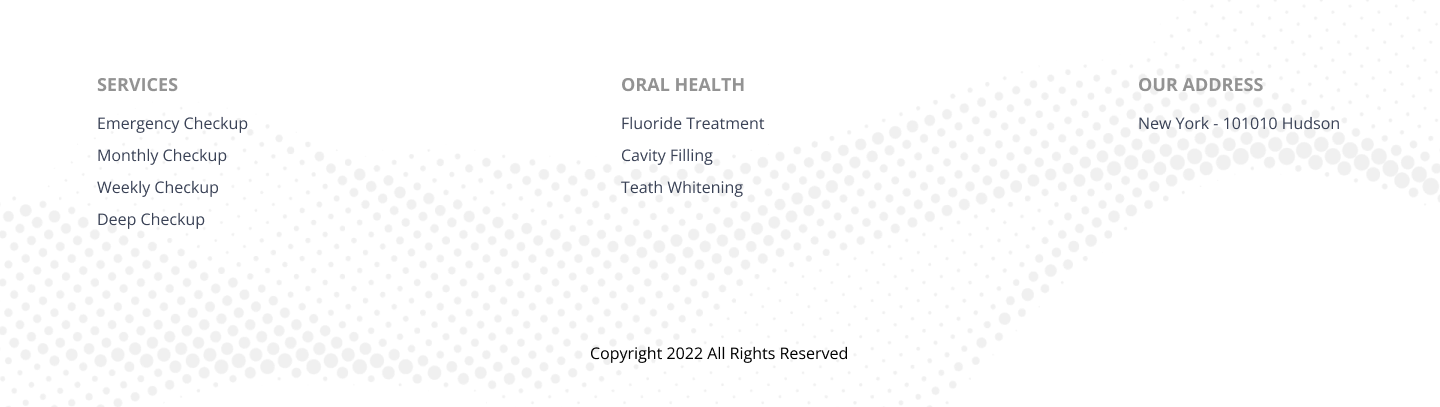 SERVICES
Emergency Checkup
Monthly Checkup
Weekly Checkup
Deep Checkup
ORAL HEALTH
Fluoride Treatment
Cavity Filling
Teath Whitening
OUR ADDRESS
New York - 101010 Hudson
Copyright 2022 All Rights Reserved